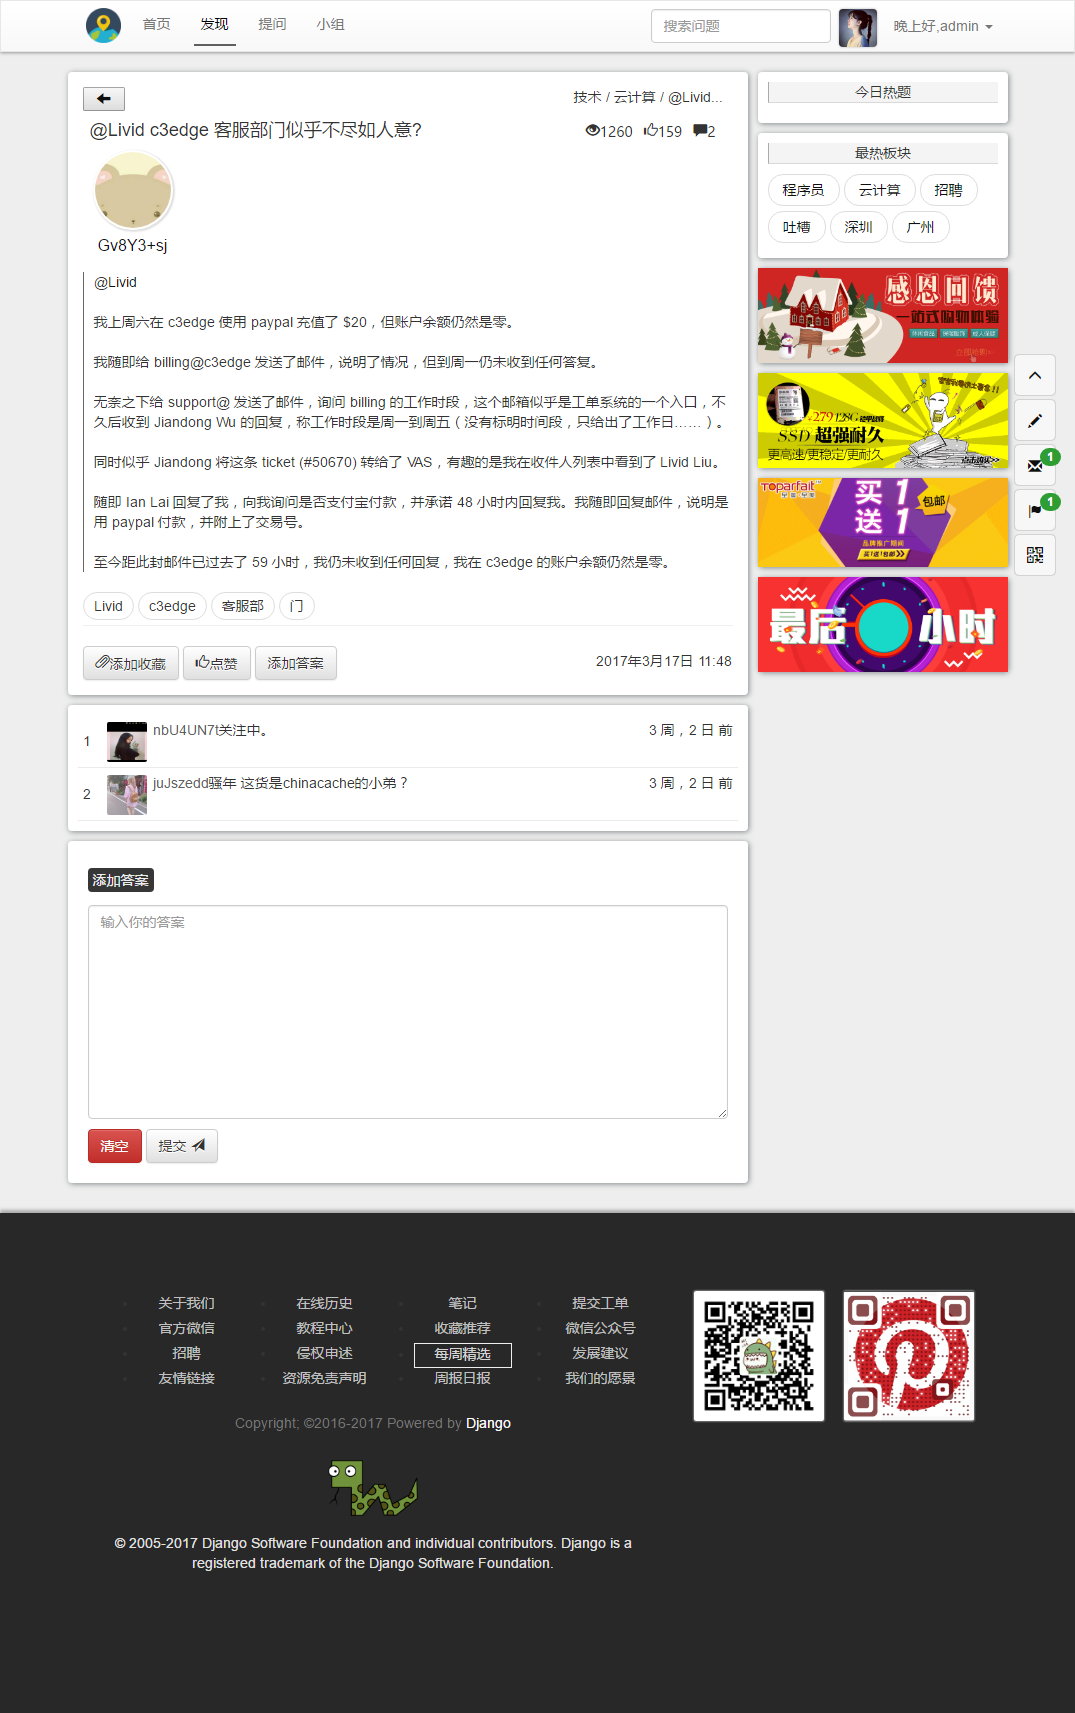 首页 发现 提问 小组 搜索问题 晚上好,admin
技术 / 云计算 / @Livid...
@Livid c3edge 客服部门似乎不尽如人意?
1260 159 2
Gv8Y3+sj
@Livid
我上周六在 c3edge 使用 paypal 充值了 $20，但账户余额仍然是零。
我随即给 billing@c3edge 发送了邮件，说明了情况，但到周一仍未收到任何答复。
无奈之下给 support@ 发送了邮件，询问 billing 的工作时段，这个邮箱似乎是工单系统的一个入口，不
久后收到 Jiandong Wu 的回复，称工作时段是周一到周五（没有标明时间段，只给出了工作日……）。
同时似乎 Jiandong 将这条 ticket (#50670) 转给了 VAS，有趣的是我在收件人列表中看到了 Livid Liu。
随即 Ian Lai 回复了我，向我询问是否支付宝付款，并承诺 48 小时内回复我。我随即回复邮件，说明是
用 paypal 付款，并附上了交易号。
至今距此封邮件已过去了 59 小时，我仍未收到任何回复，我在 c3edge 的账户余额仍然是零。
Livid c3edge 客服部 门
添加收藏 点赞 添加答案 2017年3月17日 11:48
1 nbU4UN7t关注中。 3 周，2 日 前
2 juJszedd骚年 这货是chinacache的小弟？ 3 周，2 日 前
添加答案
输入你的答案
清空 提交
今日热题
最热板块
程序员 云计算 招聘
吐槽 深圳 广州
感恩回馈
一站式购物体验
+279 128G
SSD 超强耐久
更高速/更稳定/更耐久
点击购买>>
Toparfait
买1
送1
包邮
品牌推广期间
买1送1包邮
最后 小时
1
1
关于我们 在线历史 笔记 提交工单
官方微信 教程中心 收藏推荐 微信公众号
招聘 侵权申述 每周精选 发展建议
友情链接 资源免责声明 周报日报 我们的愿景
Copyright; ©2016-2017 Powered by Django
© 2005-2017 Django Software Foundation and individual contributors. Django is a
registered trademark of the Django Software Foundation.